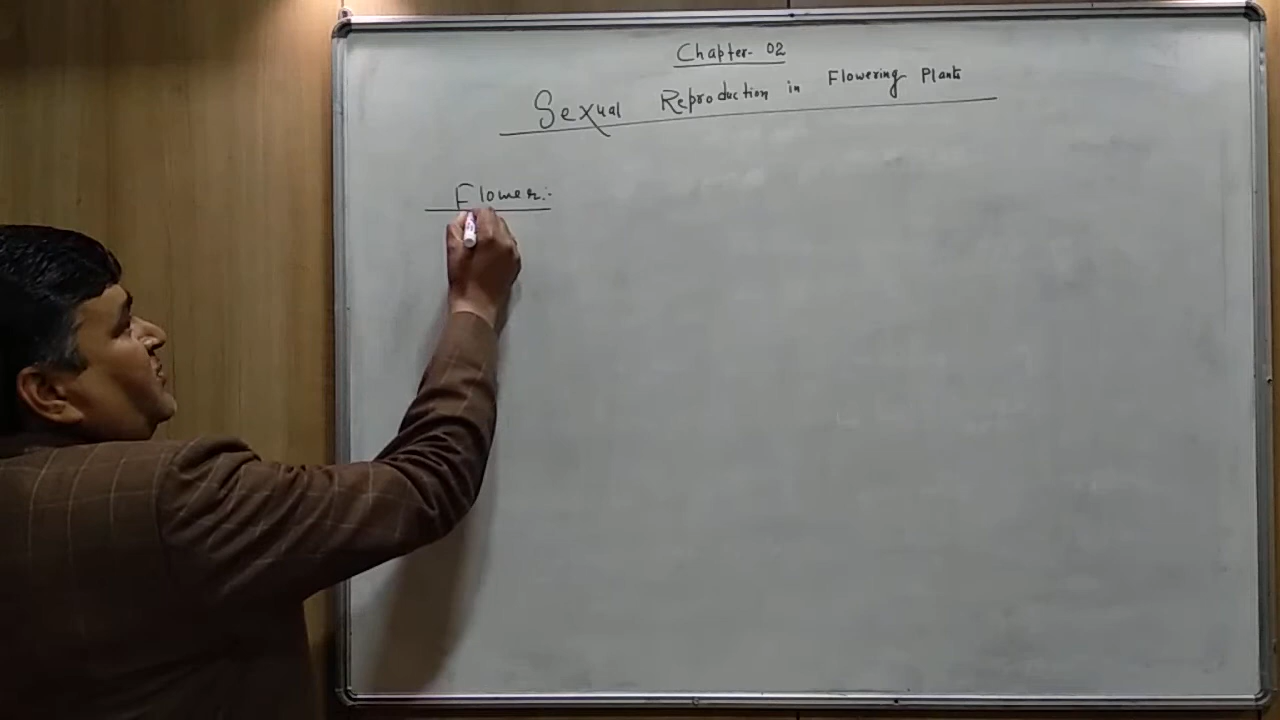 Chapter- 02
Sexual Reproduction in Flowering Plants
Flower:-